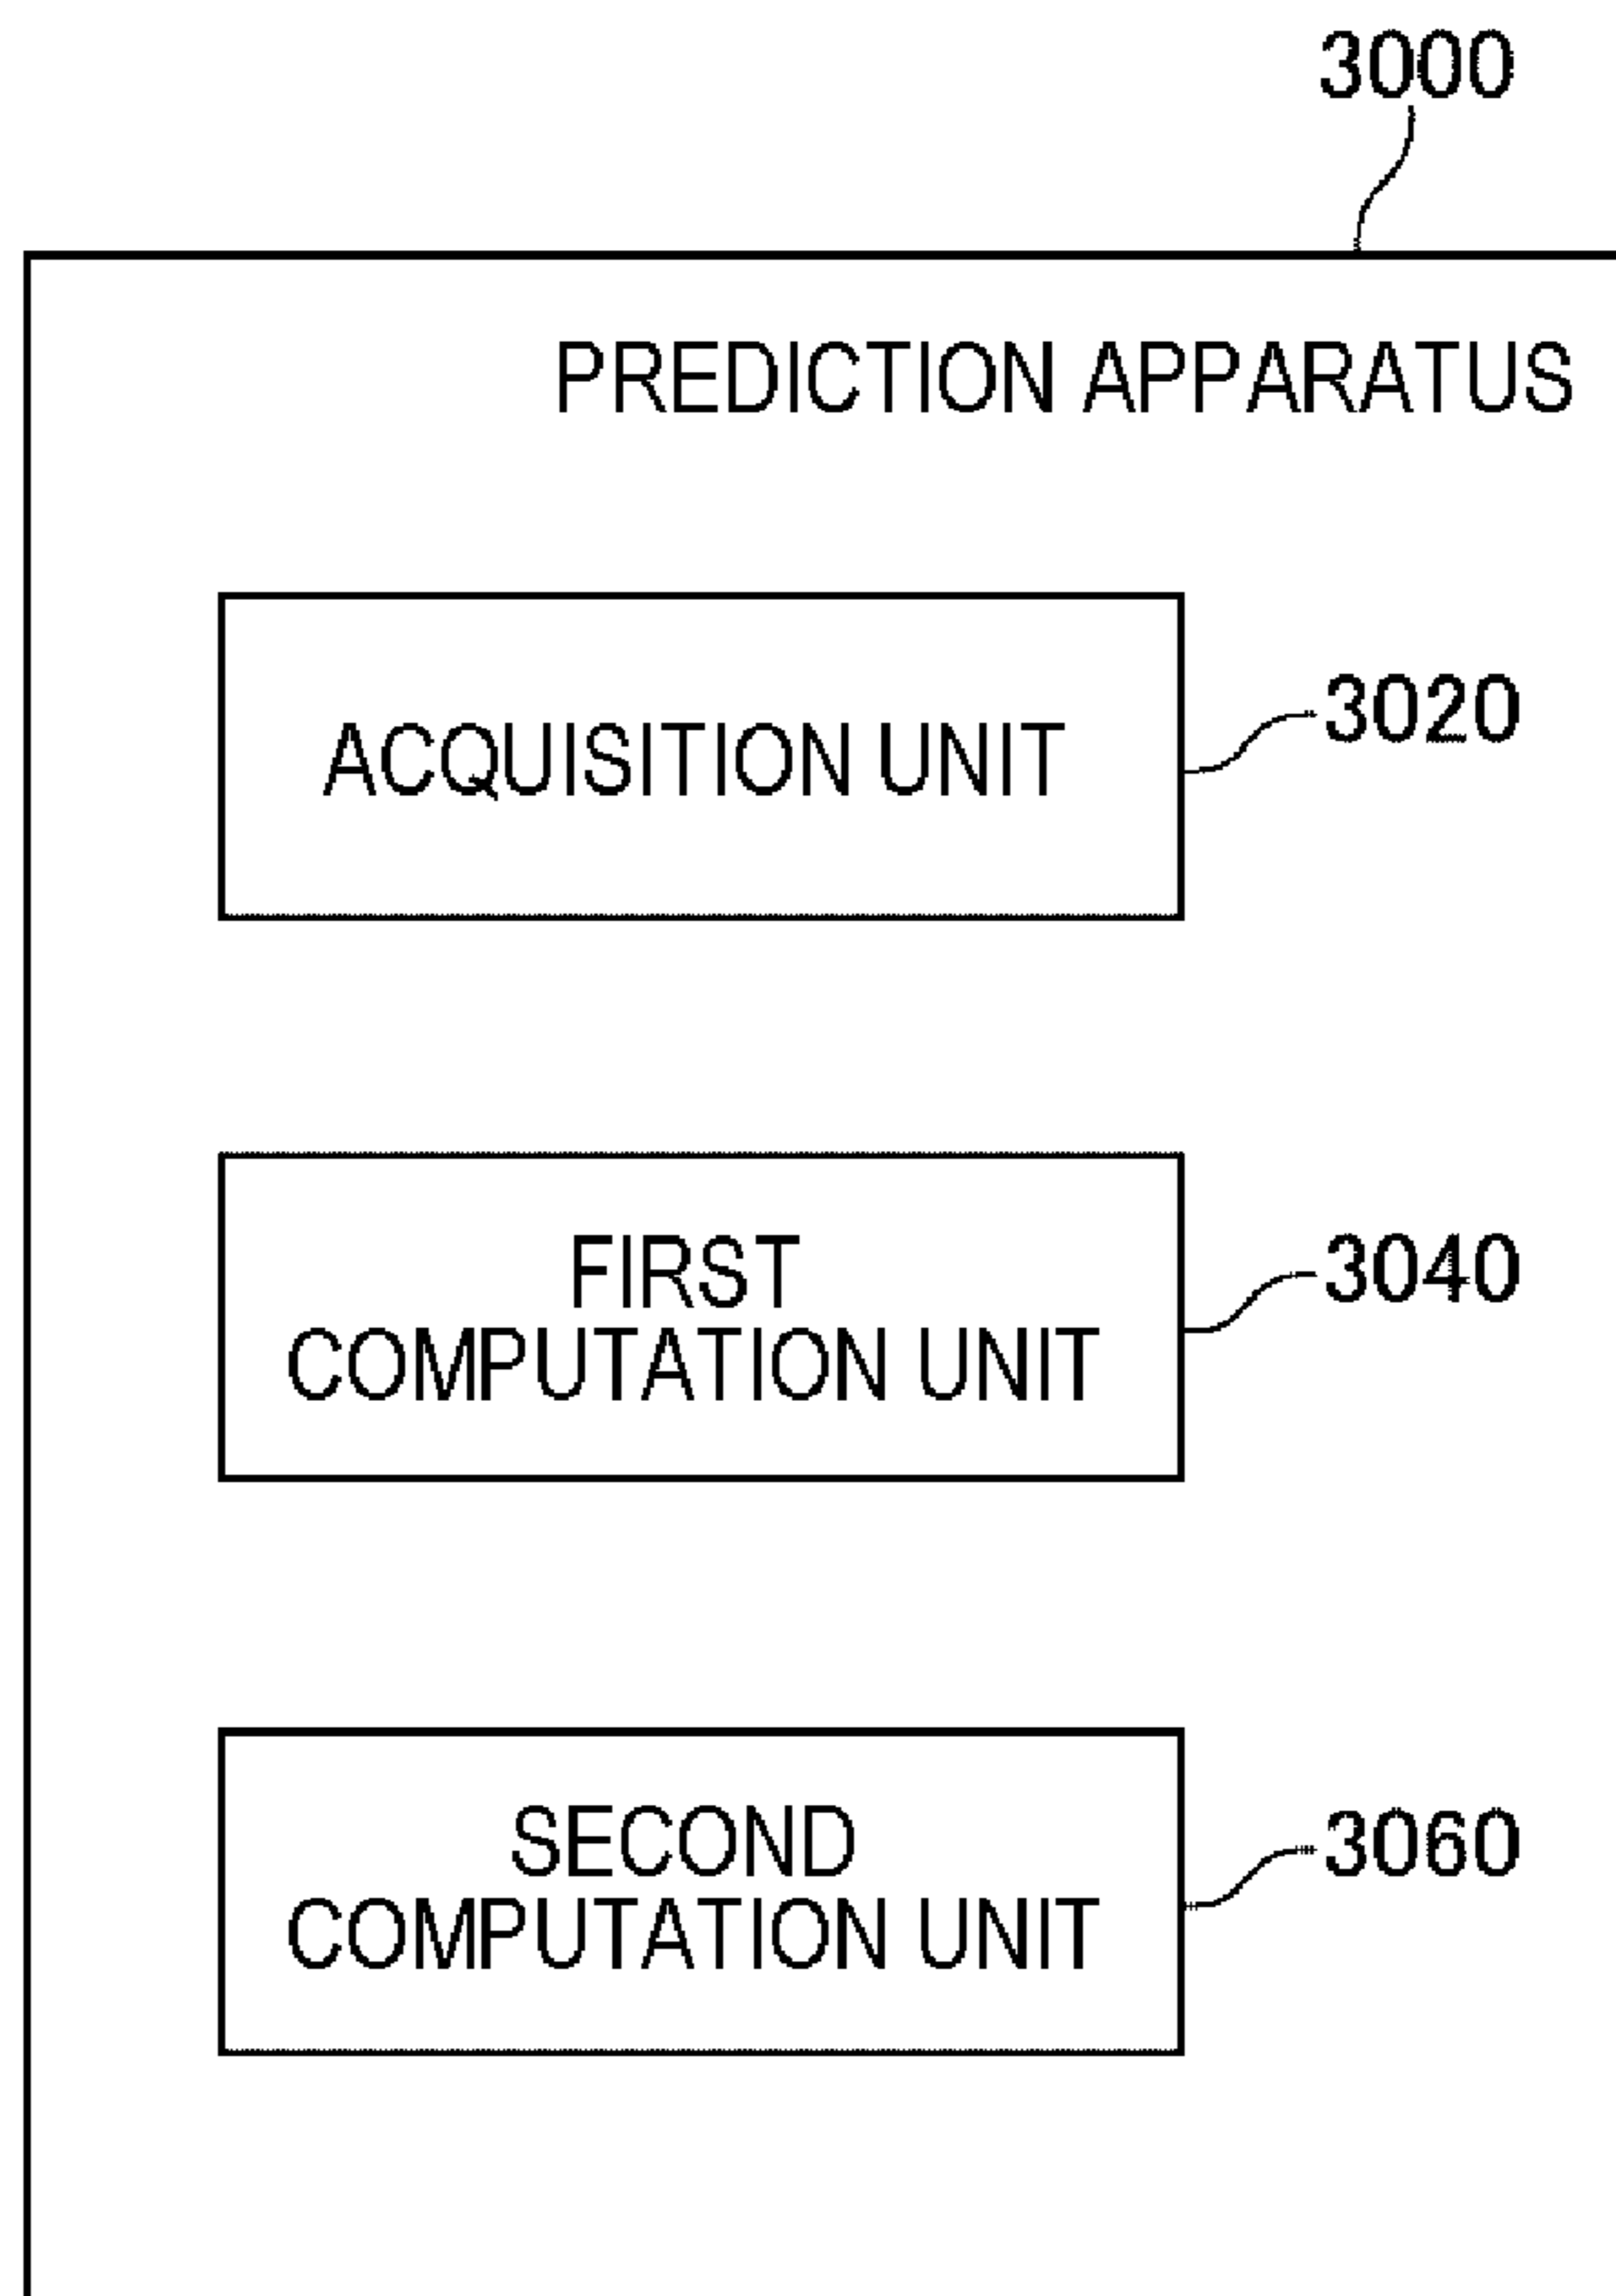 3000
PREDICTION APPARATUS
ACQUISITION UNIT
3020
FIRST
COMPUTATION UNIT
3040
SECOND
COMPUTATION UNIT
3060